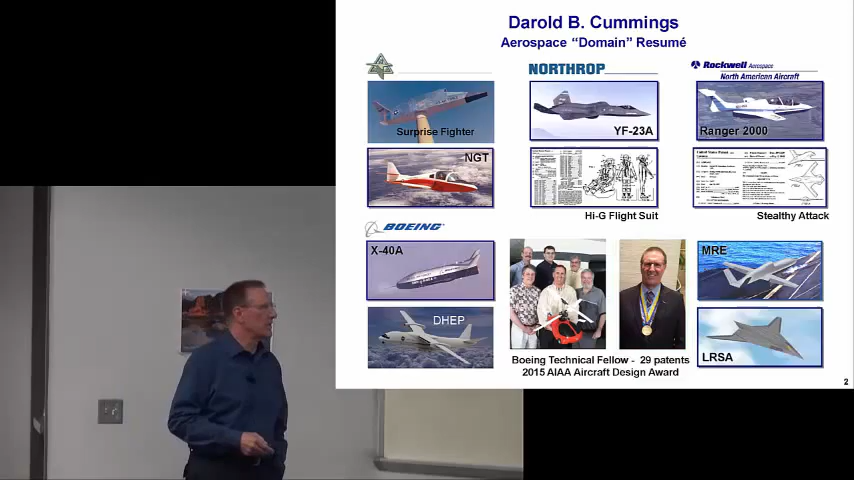 Darold B. Cummings
Aerospace “Domain” Resumé
NORTHROP
Rockwell Aerospace
North American Aircraft
Surprise Fighter
YF-23A
Ranger 2000
NGT
Hi-G Flight Suit
Stealthy Attack
BOEING
X-40A
MRE
DHEP
LRSA
Boeing Technical Fellow - 29 patents
2015 AIAA Aircraft Design Award
2